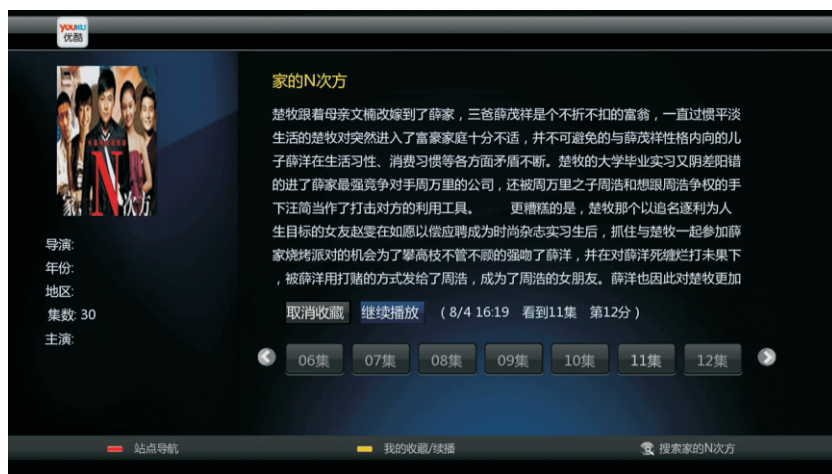 YOUKU
优酷
家的N次方
楚牧跟着母亲文楠改嫁到了薛家，三爸薛茂祥是个不折不扣的富翁，一直过惯平淡
生活的楚牧对突然进入了富豪家庭十分不适，并不可避免的与薛茂祥性格内向的儿
子薛洋在生活习性、消费习惯等各方面矛盾不断。楚牧的大学毕业实习又阴差阳错
的进了薛家最强竞争对手周万里的公司，还被周万里之子周浩和想跟周浩争权的手
下汪简当作了打击对方的利用工具。 更糟糕的是，楚牧那个以追名逐利为人
生目标的女友赵雯在如愿以偿应聘成为时尚杂志实习生后，抓住与楚牧一起参加薛
家烧烤派对的机会为了攀高枝不管不顾的强吻了薛洋，并在对薛洋死缠烂打未果下
，被薛洋用打赌的方式发给了周浩，成为了周浩的女朋友。薛洋也因此对楚牧更加
家 N 次方
导演:
年份:
地区:
集数: 30
主演:
取消收藏 继续播放 （8/4 16:19 看到11集 第12分）
06集 07集 08集 09集 10集 11集 12集
站点导航 我的收藏/续播 搜索家的N次方